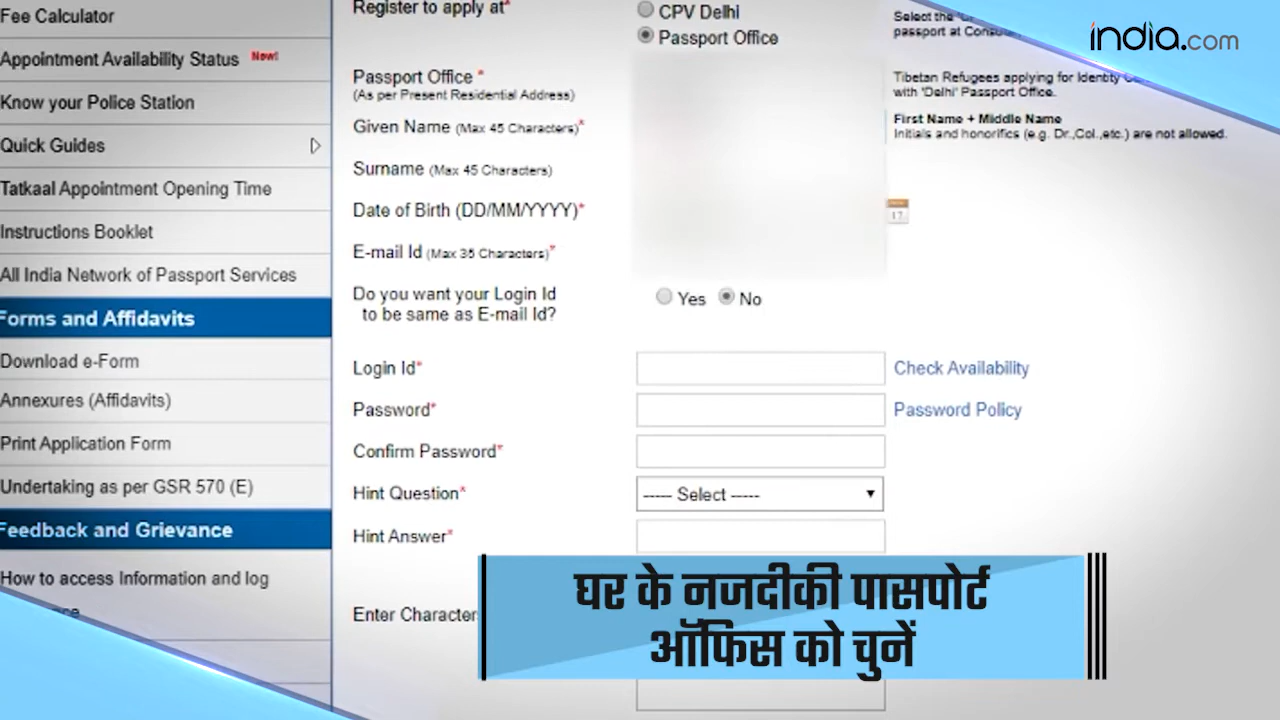 india.com
Fee Calculator
Appointment Availability Status New!
Know your Police Station
Quick Guides
Tatkaal Appointment Opening Time
Instructions Booklet
All India Network of Passport Services
Forms and Affidavits
Download e-Form
Annexures (Affidavits)
Print Application Form
Undertaking as per GSR 570 (E)
Feedback and Grievance
How to access Information and log
Register to apply at*
CPV Delhi
Passport Office
Select the
passport at
Passport Office *
(As per Present Residential Address)
Tibetan Refugees applying for Identity
with 'Delhi' Passport Office.
Given Name (Max 45 Characters)*
First Name + Middle Name
Initials and honorifics (e.g. Dr.,Col.,etc.) are not allowed.
Surname (Max 45 Characters)
Date of Birth (DD/MM/YYYY)*
17
E-mail Id (Max 35 Characters)*
Do you want your Login Id
to be same as E-mail Id?
Yes No
Login Id*
Check Availability
Password*
Password Policy
Confirm Password*
Hint Question*
----- Select -----
Hint Answer*
Enter
घर के नजदीकी पासपोर्ट
ऑफिस को चुनें